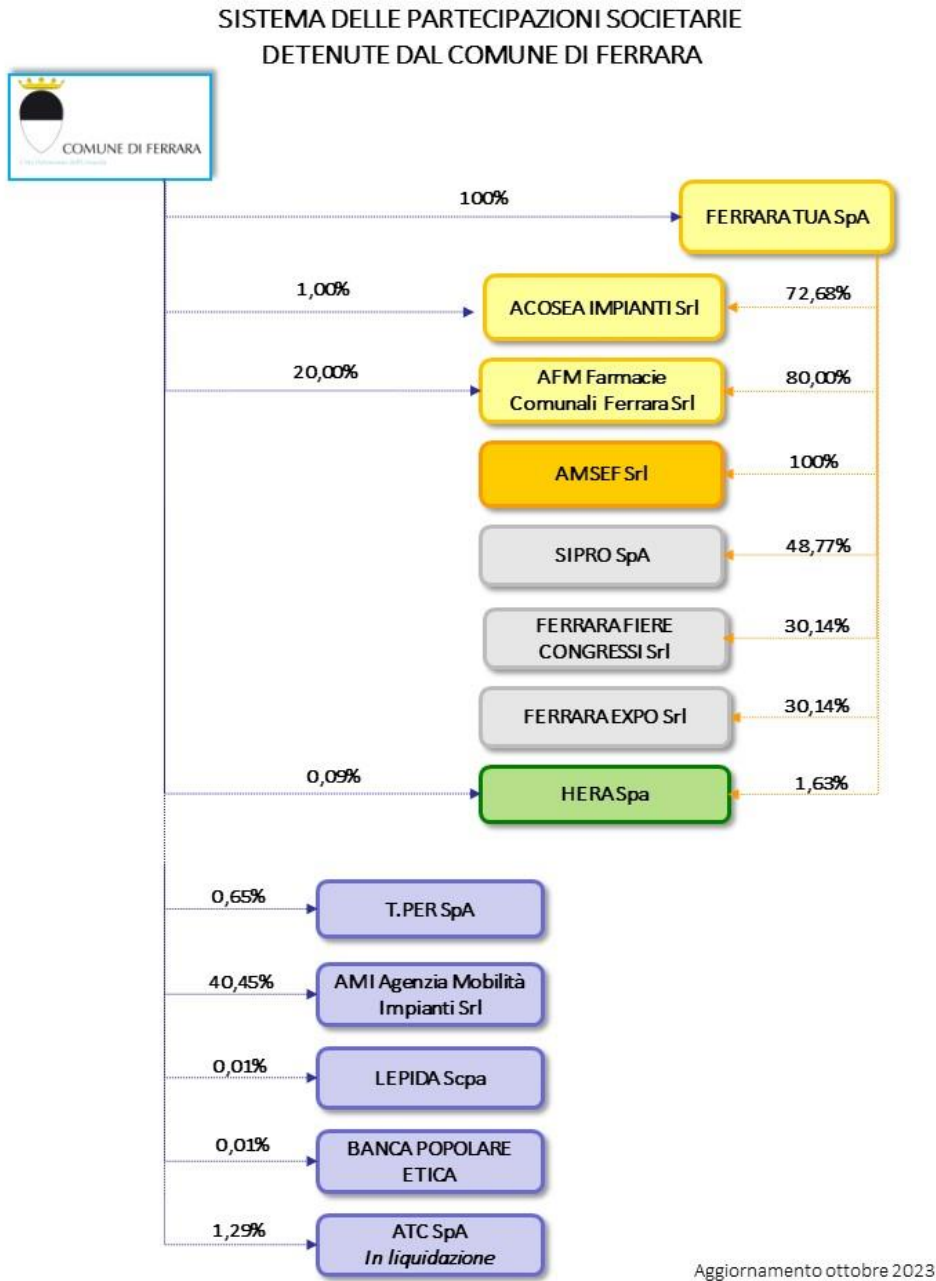 SISTEMA DELLE PARTECIPAZIONI SOCIETARIE
DETENUTE DAL COMUNE DI FERRARA
COMUNE DI FERRARA
100%
FERRARA TUA SpA
1,00%
ACOSEA IMPIANTI Srl
72,68%
20,00%
AFM Farmacie
Comunali Ferrara Srl
80,00%
AMSEF Srl
100%
SIPRO SpA
48,77%
FERRARA FIERE
CONGRESSI Srl
30,14%
FERRARA EXPO Srl
30,14%
0,09%
HERA Spa
1,63%
0,65%
T.PER SpA
40,45%
AMI Agenzia Mobilità
Impianti Srl
0,01%
LEPIDA Scpa
0,01%
BANCA POPOLARE
ETICA
1,29%
ATC SpA
In liquidazione
Aggiornamento ottobre 2023